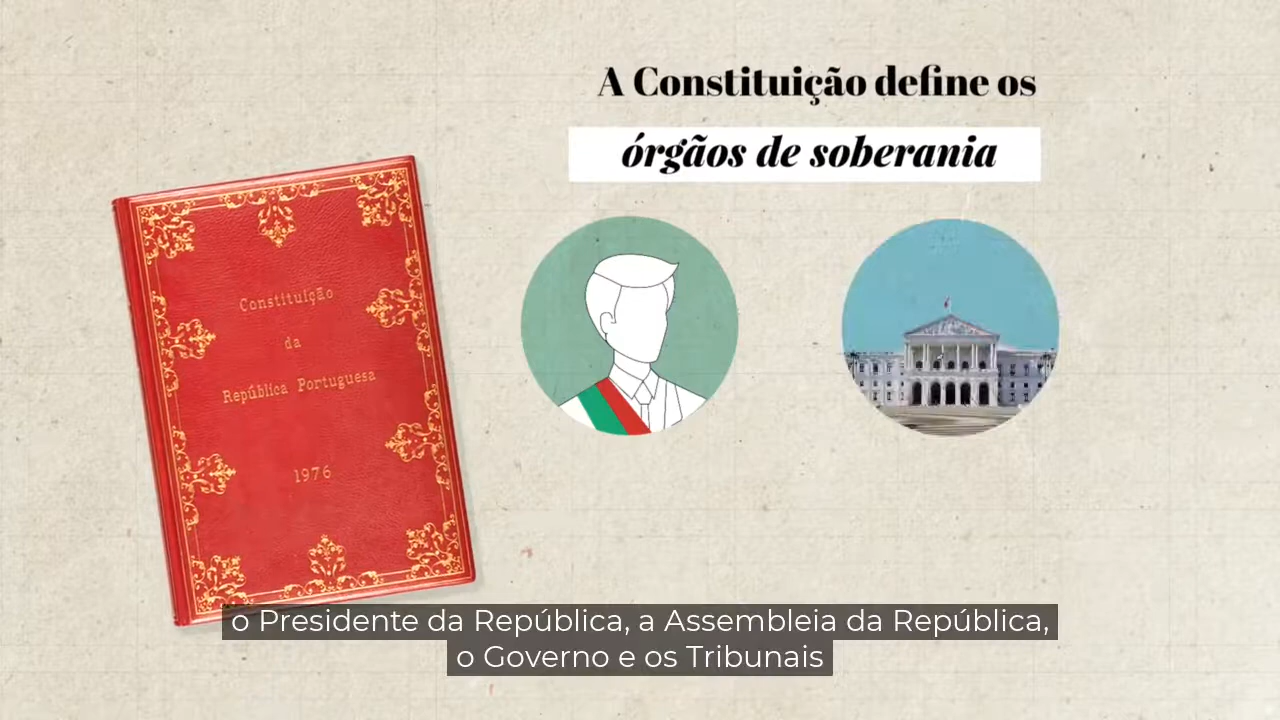 A Constituição define os
órgãos de soberania
Constituição
da
República Portuguesa
1976
o Presidente da República, a Assembleia da República,
o Governo e os Tribunais